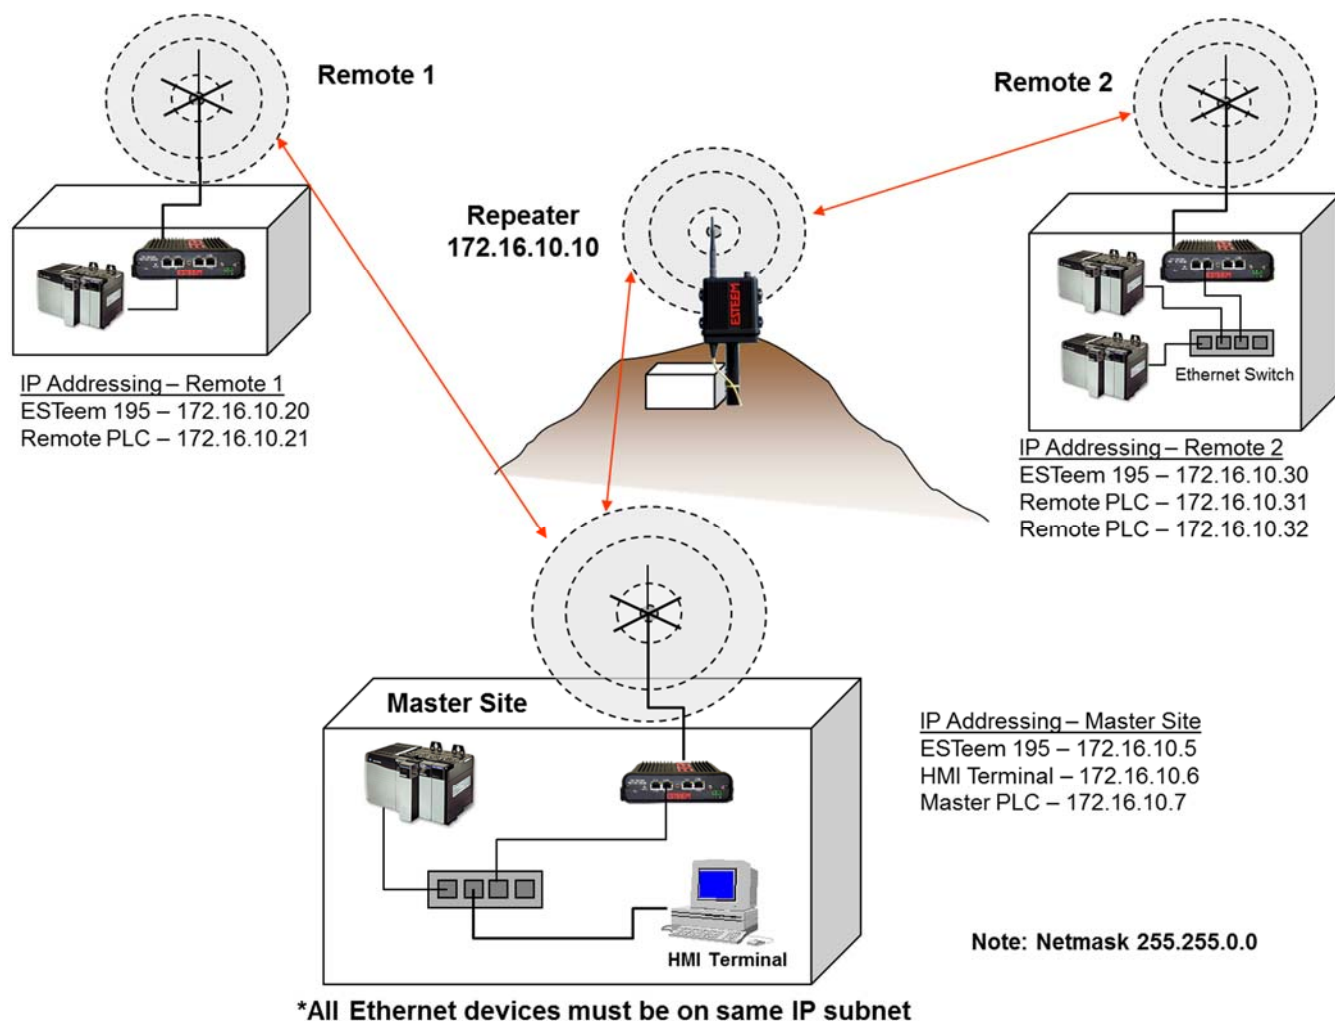 Remote 1
Remote 2
Repeater
172.16.10.10
ESTEEM
ESTEEM
Ethernet Switch
IP Addressing – Remote 1
ESTeem 195 – 172.16.10.20
Remote PLC – 172.16.10.21
IP Addressing – Remote 2
ESTeem 195 – 172.16.10.30
Remote PLC – 172.16.10.31
Remote PLC – 172.16.10.32
Master Site
ESTEEM
IP Addressing – Master Site
ESTeem 195 – 172.16.10.5
HMI Terminal – 172.16.10.6
Master PLC – 172.16.10.7
HMI Terminal
Note: Netmask 255.255.0.0
*All Ethernet devices must be on same IP subnet